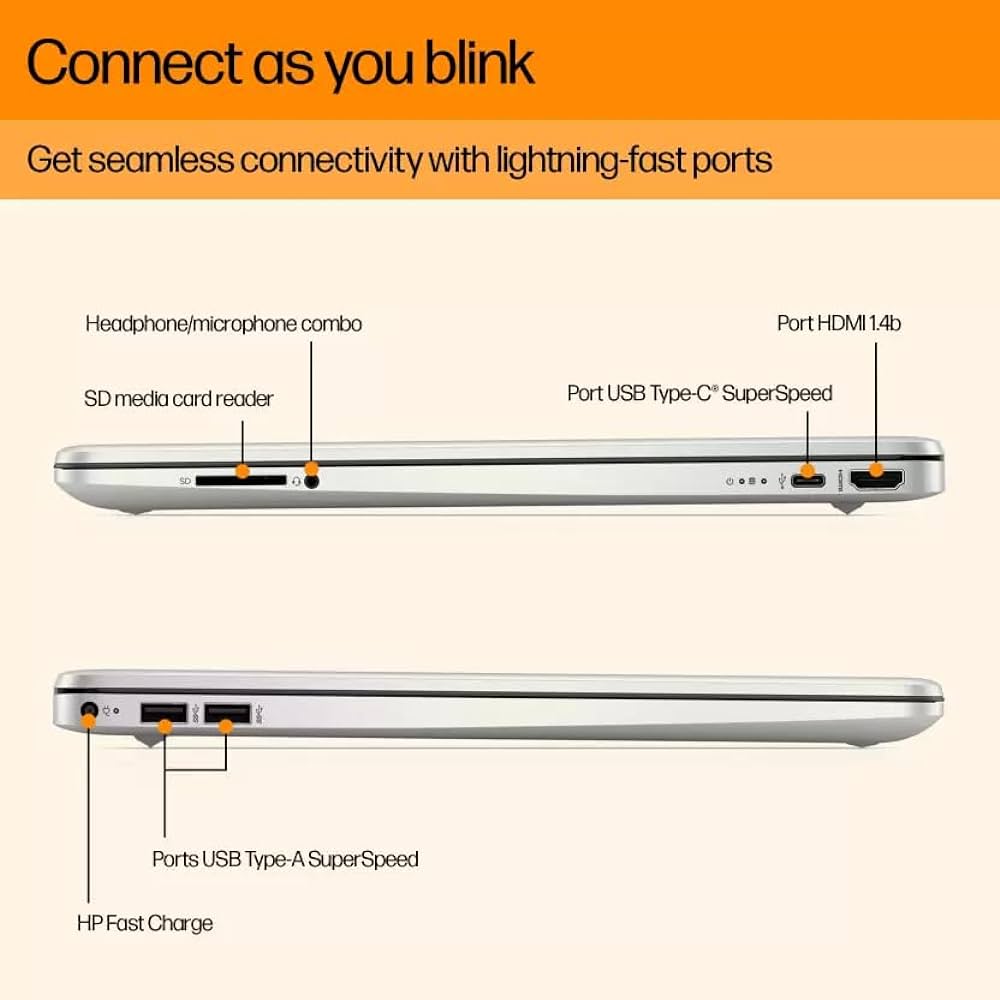 Connect as you blink
Get seamless connectivity with lightning-fast ports
Headphone/microphone combo
Port HDMI 1.4b
SD media card reader
Port USB Type-C® SuperSpeed
SD
HDMI
Ports USB Type-A SuperSpeed
HP Fast Charge